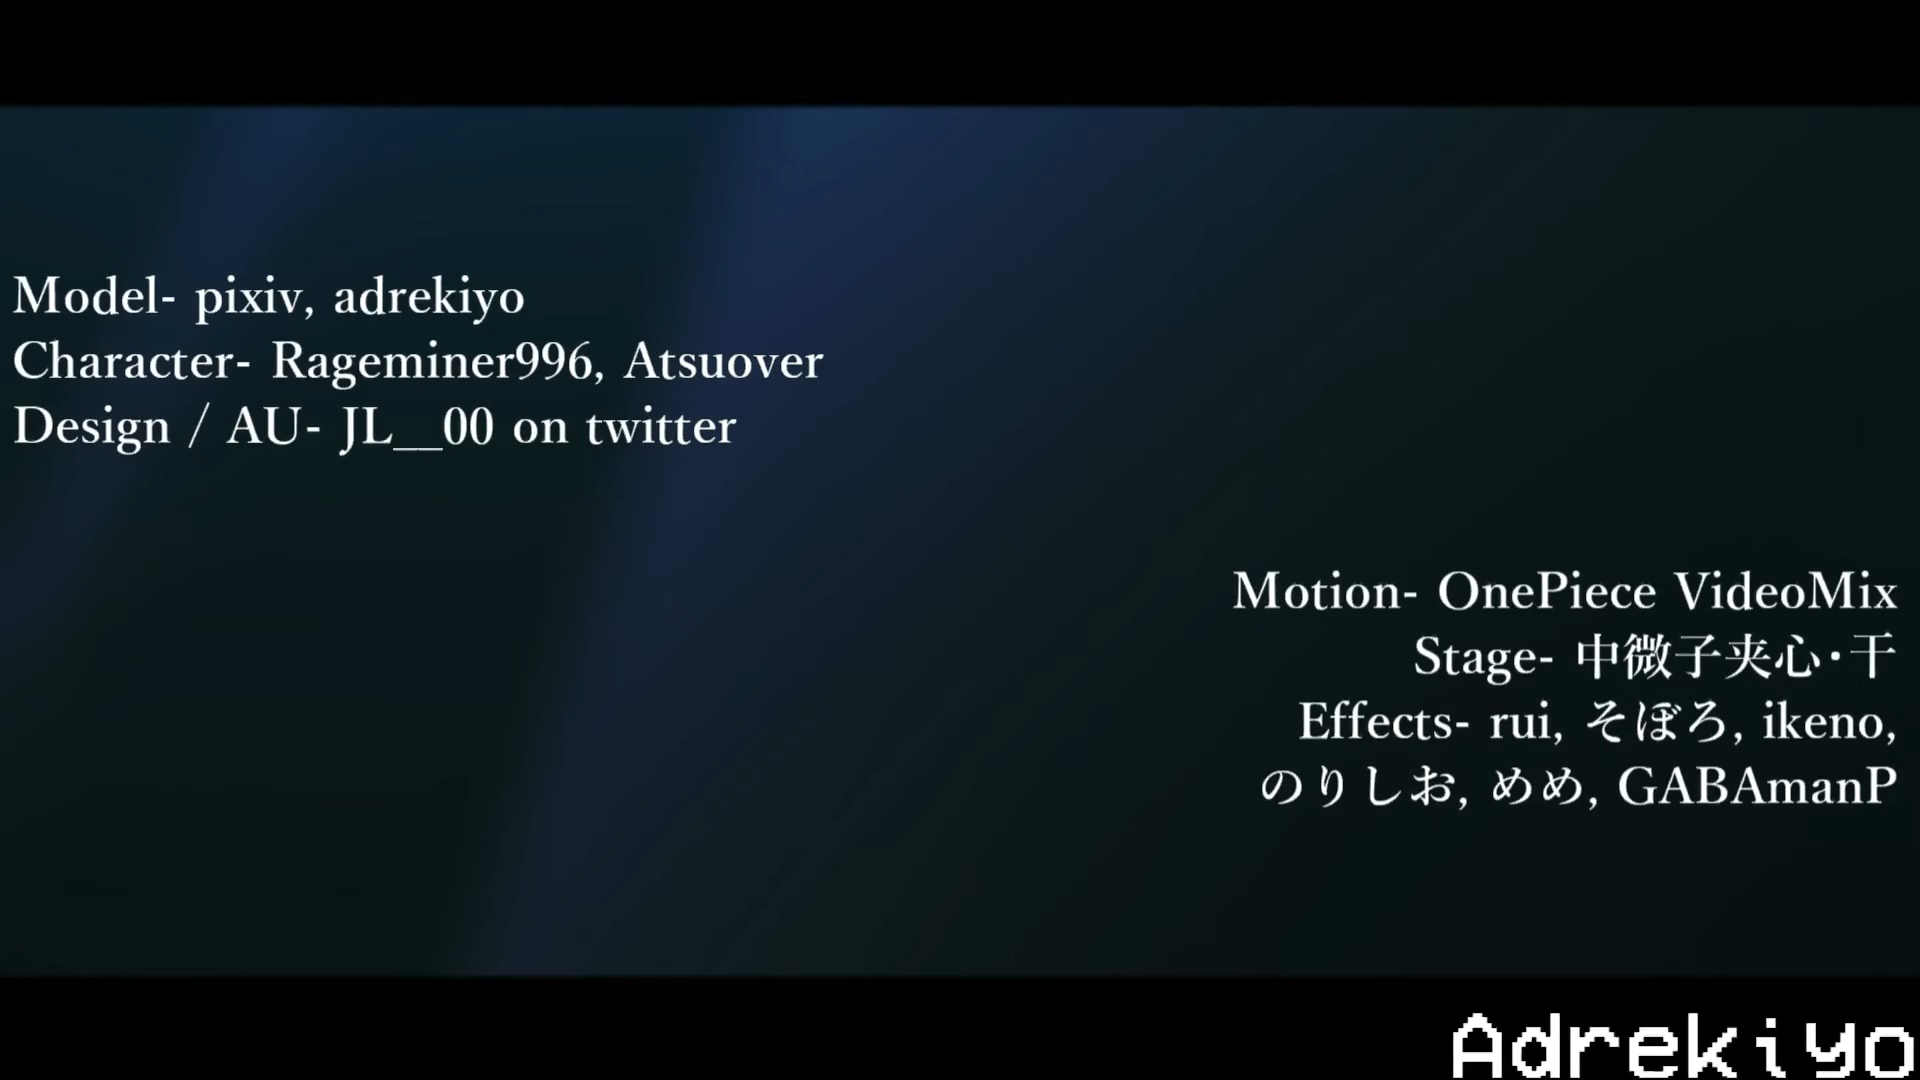 Model- pixiv, adrekiyo
Character- Rageminer996, Atsuover
Design / AU- JL__00 on twitter
Motion- OnePiece VideoMix
Stage- 中微子夹心·干
Effects- rui, そぼろ, ikeno,
のりしお, めめ, GABAmanP
Adrekiyo